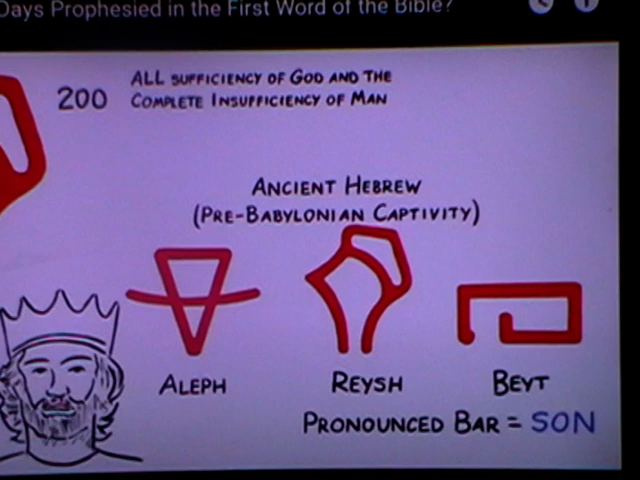 Days Prophesied in the First Word of the Bible?
200 ALL SUFFICIENCY OF GOD AND THE
COMPLETE INSUFFICIENCY OF MAN
ANCIENT HEBREW
(PRE-BABYLONIAN CAPTIVITY)
ALEPH REYSH BEYT
PRONOUNCED BAR = SON